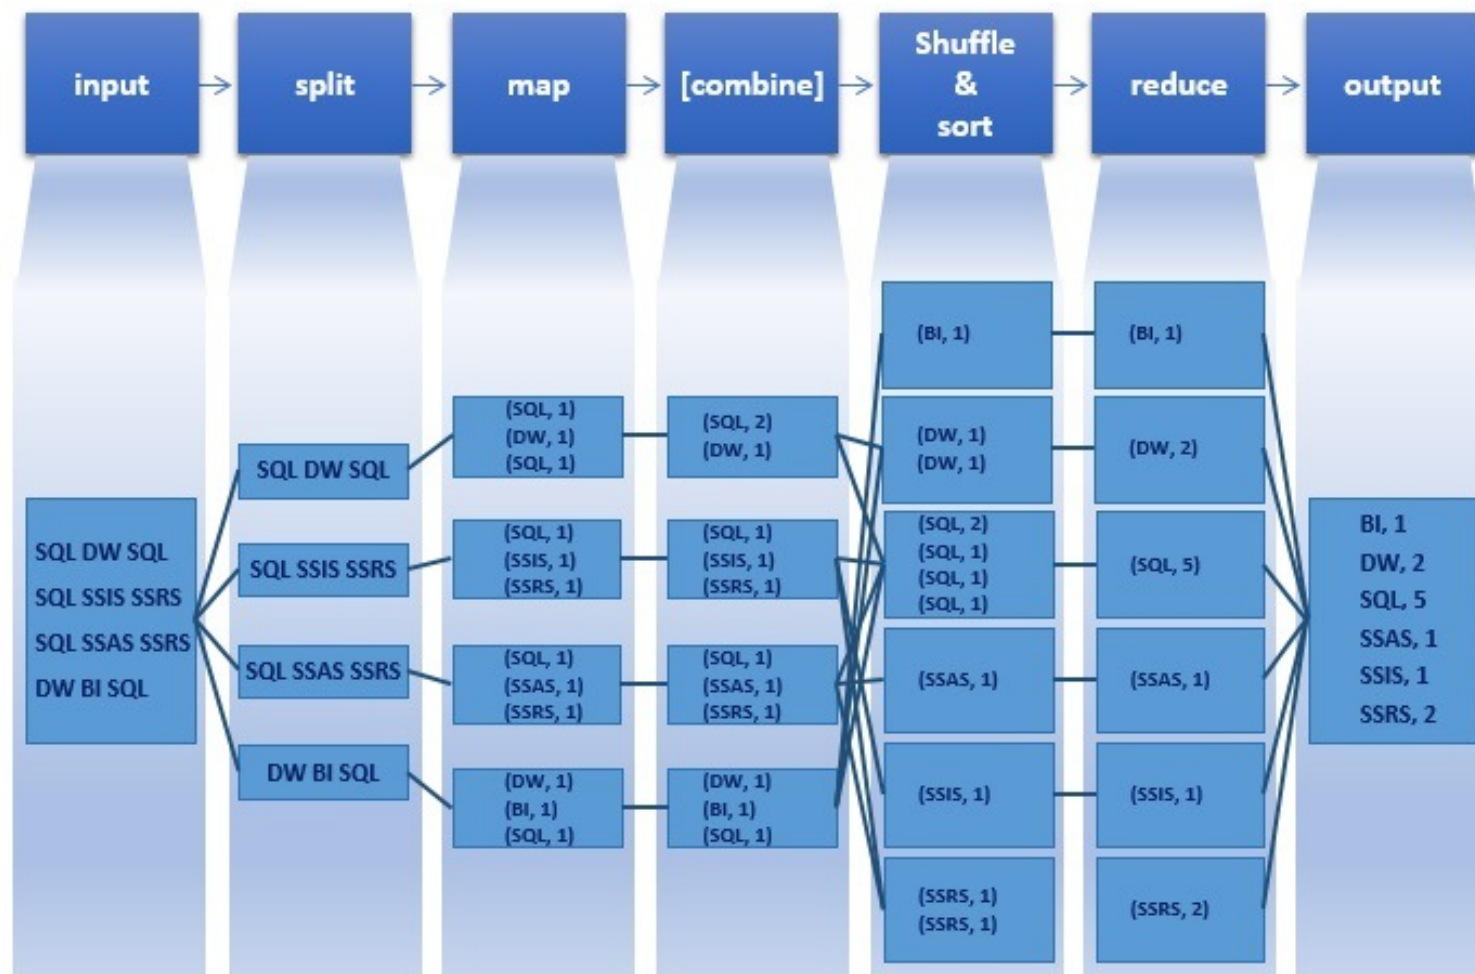 input
split
map
[combine]
Shuffle
&
sort
reduce
output
SQL DW SQL
SQL SSIS SSRS
SQL SSAS SSRS
DW BI SQL
SQL DW SQL
SQL SSIS SSRS
SQL SSAS SSRS
DW BI SQL
(SQL, 1)
(DW, 1)
(SQL, 1)
(SQL, 1)
(SSIS, 1)
(SSRS, 1)
(SQL, 1)
(SSAS, 1)
(SSRS, 1)
(DW, 1)
(BI, 1)
(SQL, 1)
(SQL, 2)
(DW, 1)
(SQL, 1)
(SSIS, 1)
(SSRS, 1)
(SQL, 1)
(SSAS, 1)
(SSRS, 1)
(DW, 1)
(BI, 1)
(SQL, 1)
(BI, 1)
(DW, 1)
(DW, 1)
(SQL, 2)
(SQL, 1)
(SQL, 1)
(SQL, 1)
(SSAS, 1)
(SSIS, 1)
(SSRS, 1)
(SSRS, 1)
(BI, 1)
(DW, 2)
(SQL, 5)
(SSAS, 1)
(SSIS, 1)
(SSRS, 2)
BI, 1
DW, 2
SQL, 5
SSAS, 1
SSIS, 1
SSRS, 2